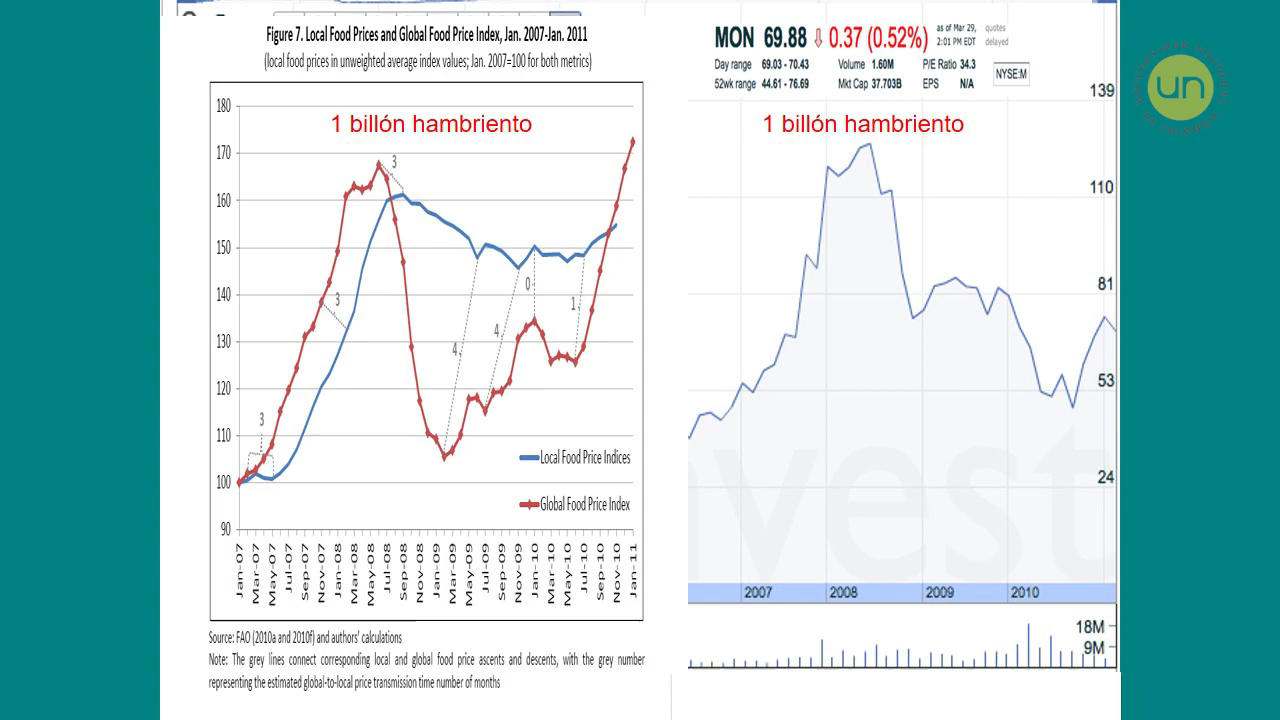 Figure 7. Local Food Prices and Global Food Price Index, Jan. 2007-Jan. 2011
(local food prices in unweighted average index values; Jan. 2007=100 for both metrics)
180
170
160
150
140
130
120
110
100
90
1 billón hambriento
3
3
3
4
4
0
1
Local Food Price Indices
Global Food Price Index
Jan-07
Mar-07
May-07
Jul-07
Sep-07
Nov-07
Jan-08
Mar-08
May-08
Jul-08
Sep-08
Nov-08
Jan-09
Mar-09
May-09
Jul-09
Sep-09
Nov-09
Jan-10
Mar-10
May-10
Jul-10
Sep-10
Nov-10
Jan-11
Source: FAO (2010a and 2010f) and authors' calculations
Note: The grey lines connect corresponding local and global food price ascents and descents, with the grey number
representing the estimated global-to-local price transmission time number of months
MON 69.88 0.37 (0.52%)
as of Mar 29,
2:01 PM EDT
quotes
delayed
Day range 69.03 - 70.43 Volume 1.60M P/E Ratio 34.3
52wk range 44.61 - 76.69 Mkt Cap 37.703B EPS N/A
NYSE:M
1 billón hambriento
139
110
81
53
24
vest
2007 2008 2009 2010
18M
9M
un